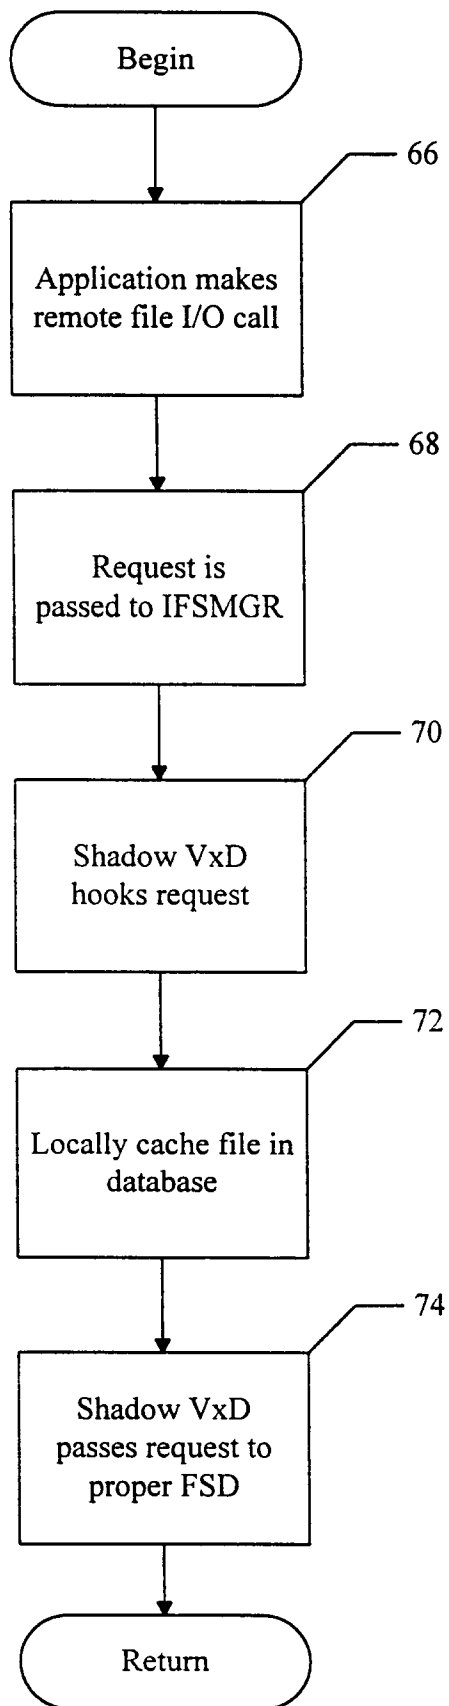 Begin
66
Application makes
remote file I/O call
68
Request is
passed to IFSMGR
70
Shadow VxD
hooks request
72
Locally cache file in
database
74
Shadow VxD
passes request to
proper FSD
Return